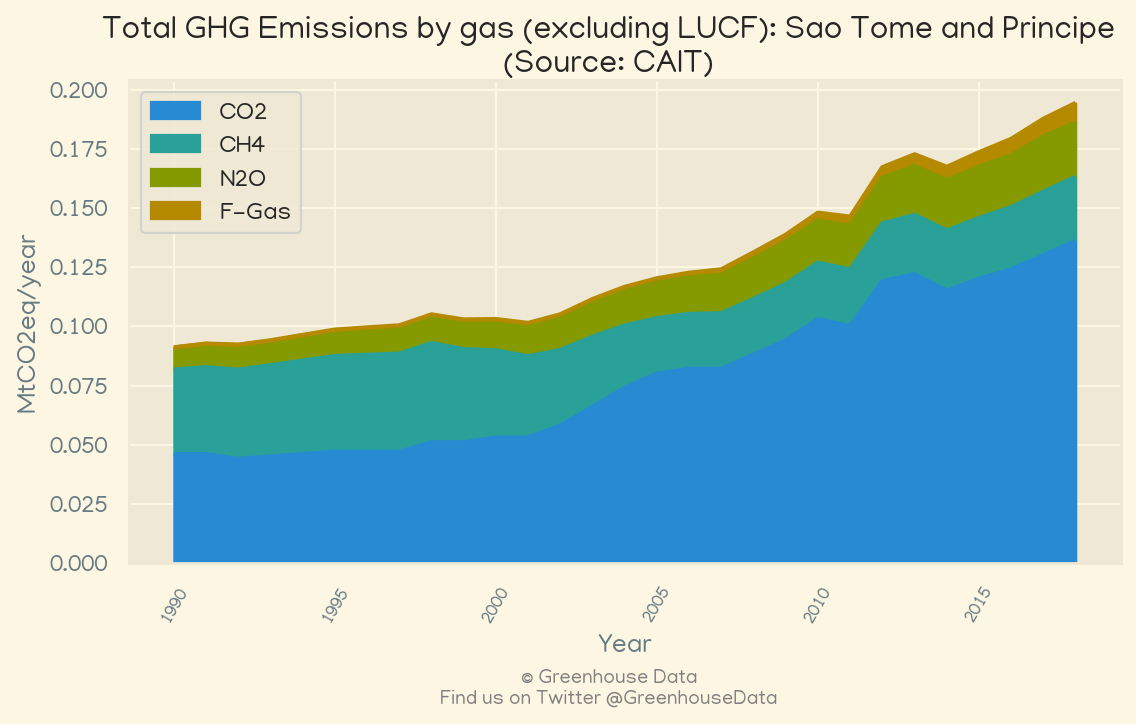 Total GHG Emissions by gas (excluding LUCF): Sao Tome and Principe
(Source: CAIT)
CO2
CH4
N2O
F-Gas
MtCO2eq/year
0.200
0.175
0.150
0.125
0.100
0.075
0.050
0.025
0.000
1990
1995
2000
2005
2010
2015
Year
© Greenhouse Data
Find us on Twitter @GreenhouseData